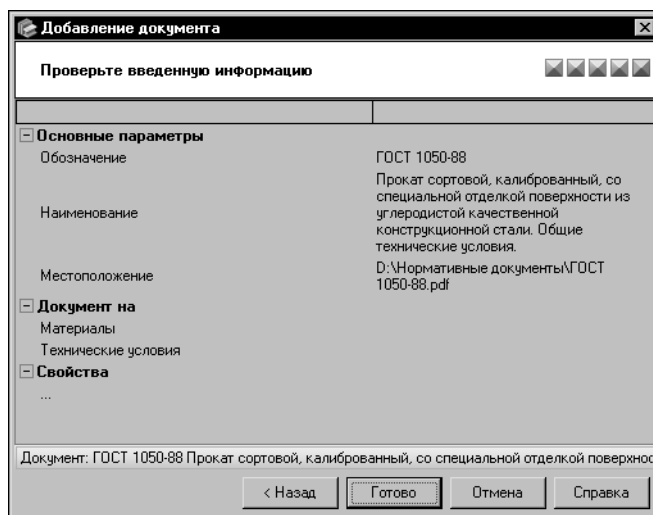 Добавление документа
Проверьте введенную информацию
Основные параметры
Обозначение
ГОСТ 1050-88
Наименование
Прокат сортовой, калиброванный, со
специальной отделкой поверхности из
углеродистой качественной
конструкционной стали. Общие
технические условия.
Местоположение
D:\Нормативные документы\ГОСТ
1050-88.pdf
Документ на
Материалы
Технические условия
Свойства
...
Документ: ГОСТ 1050-88 Прокат сортовой, калиброванный, со специальной отделкой поверхнос
< Назад
Готово
Отмена
Справка